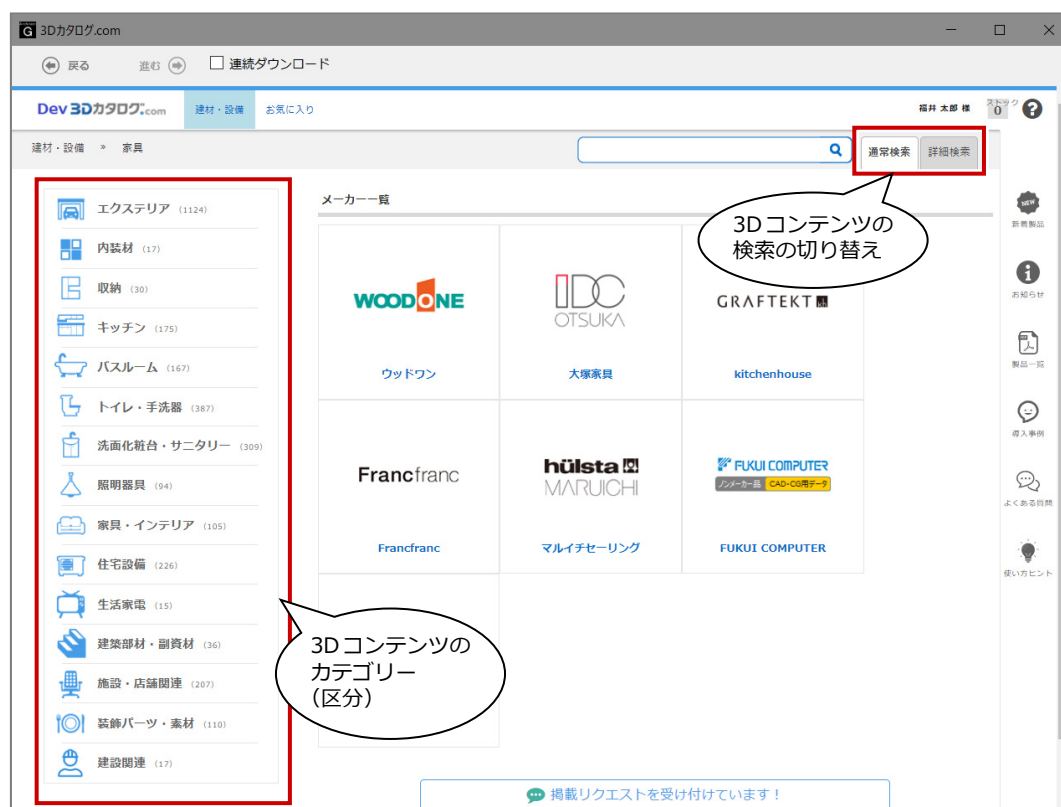 G 3Dカタログ.com
戻る 進む 連続ダウンロード
Dev 3Dカタログ.com 建材・設備 お気に入り 福井 太郎 様 ストック 0 ?
建材・設備 » 家具 通常検索 詳細検索
エクステリア (1124)
内装材 (17)
収納 (30)
キッチン (175)
バスルーム (167)
トイレ・手洗器 (387)
洗面化粧台・サニタリー (309)
照明器具 (94)
家具・インテリア (105)
住宅設備 (226)
生活家電 (15)
建築部材・副資材 (36)
施設・店舗関連 (207)
装飾パーツ・素材 (110)
建設関連 (17)
メーカー一覧
3Dコンテンツの
検索の切り替え
WOODONE
IDC
OTSUKA
GRAFTEKT
ウッドワン 大塚家具 kitchenhouse
Francfranc
hülsta
MARUICHI
FUKUI COMPUTER
ノンメーカー品 CAD・CG用データ
Francfranc マルイチセーリング FUKUI COMPUTER
3Dコンテンツの
カテゴリー
(区分)
掲載リクエストを受け付けています！
NEW
新着製品
お知らせ
製品一覧
導入事例
よくある質問
使い方ヒント